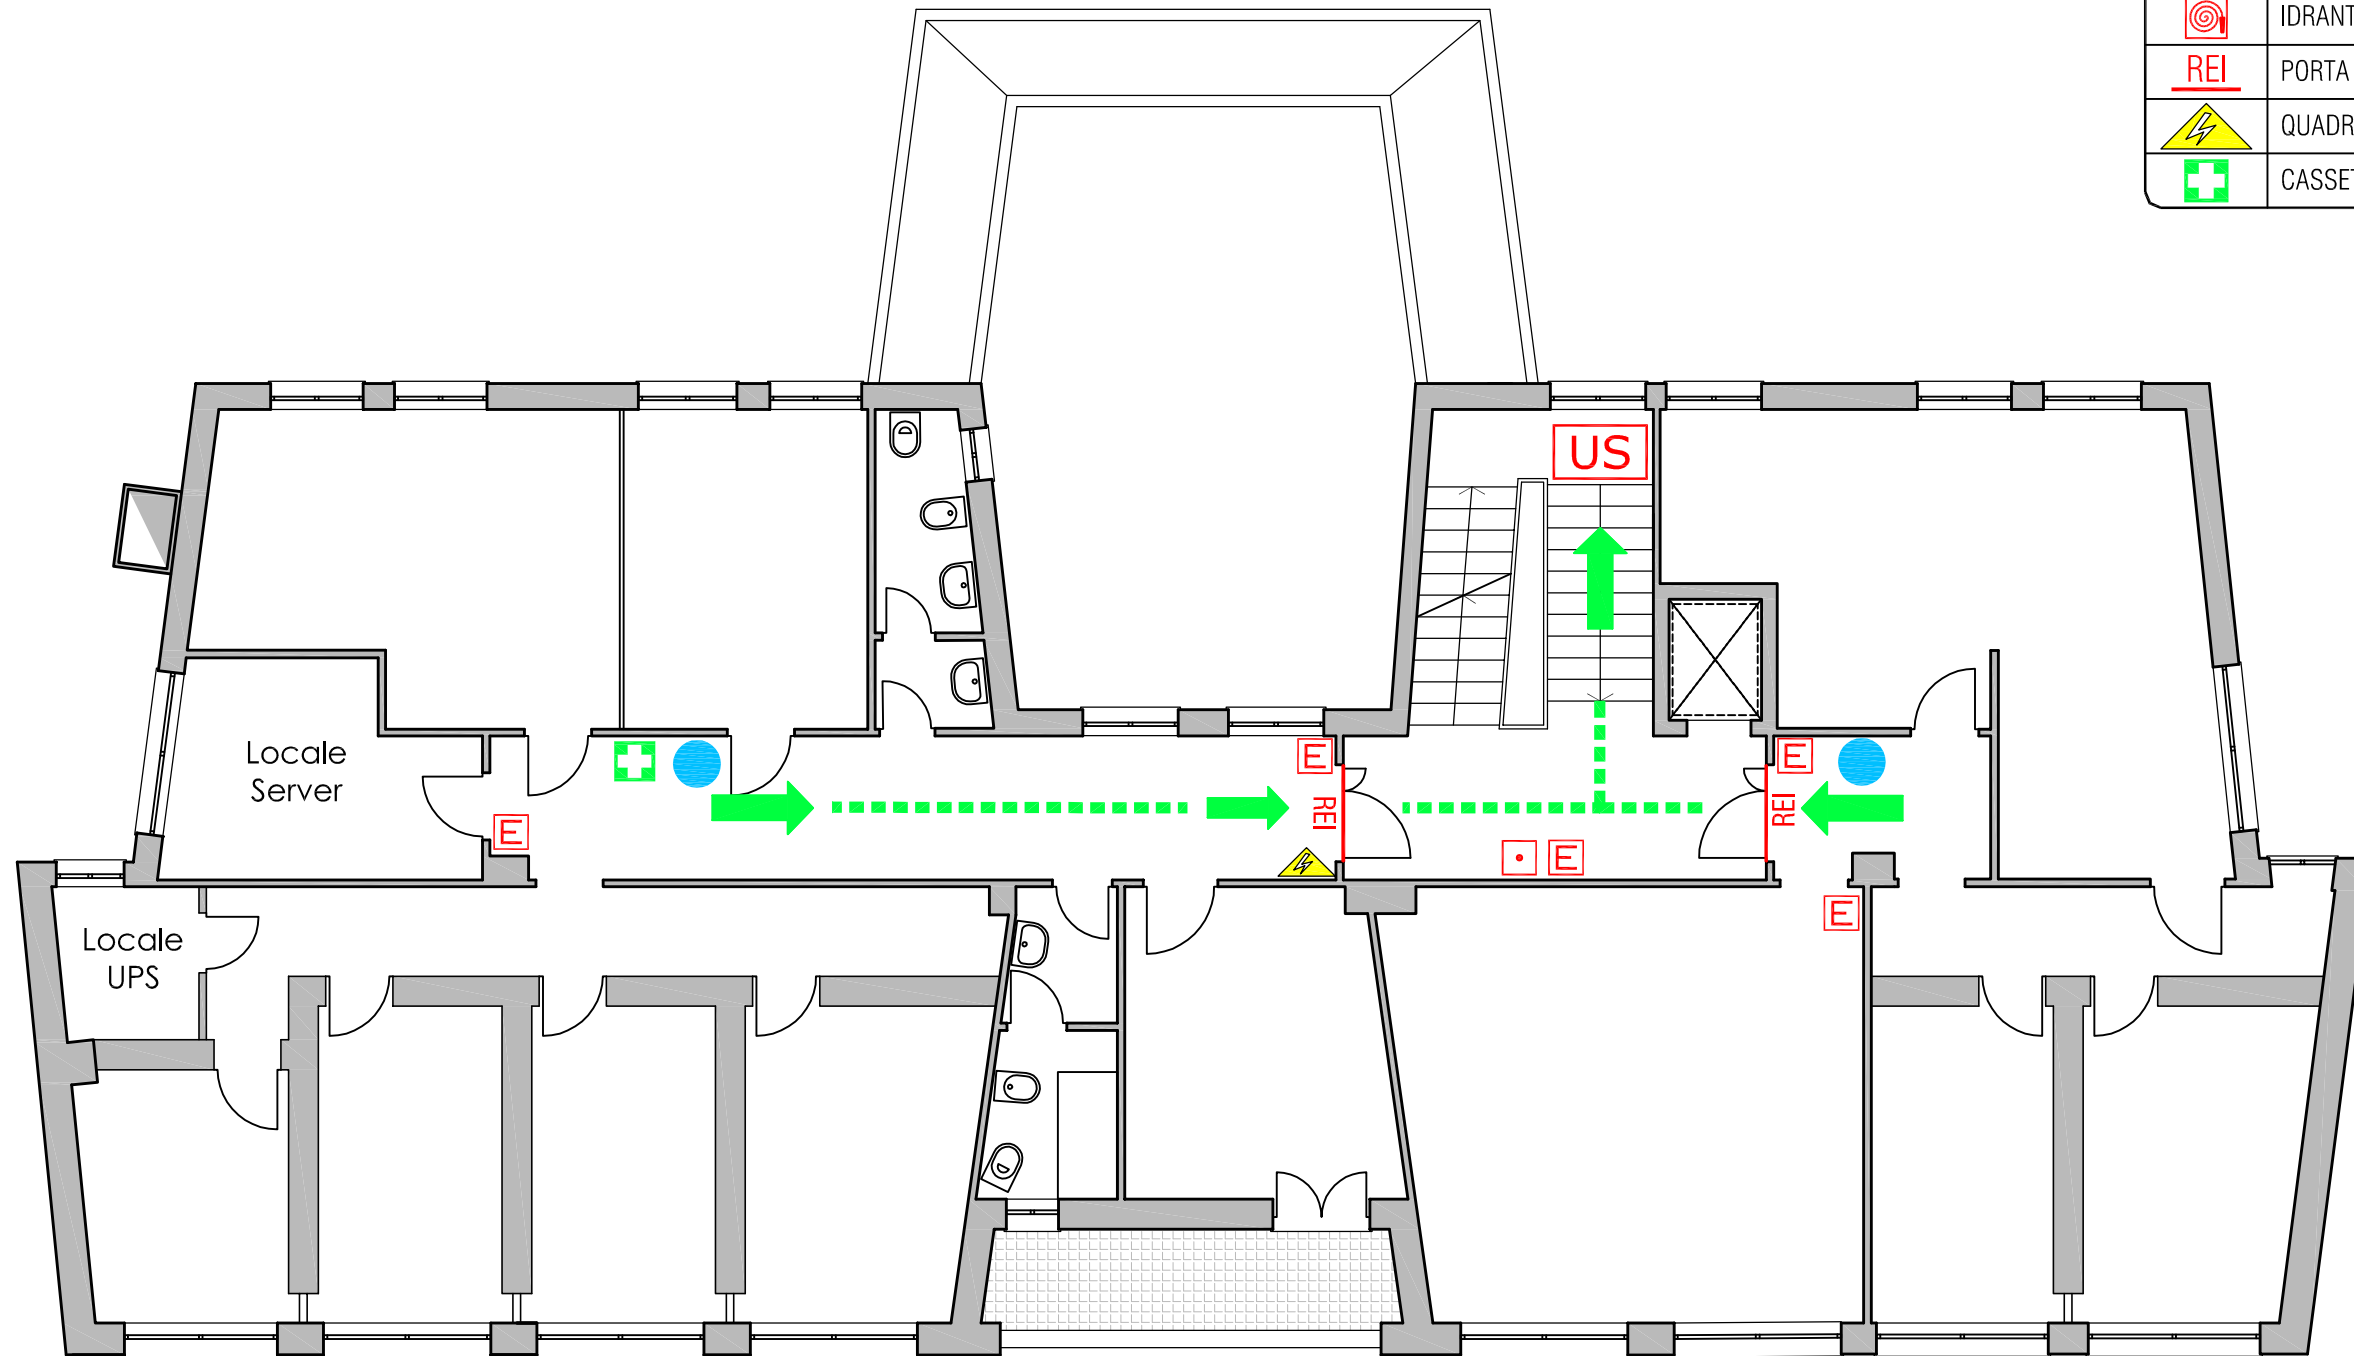 IDRANT
REI
PORTA
QUADR
CASSET
US
Locale
Server
E
E
REI
E
REI
E
E
E
Locale
UPS